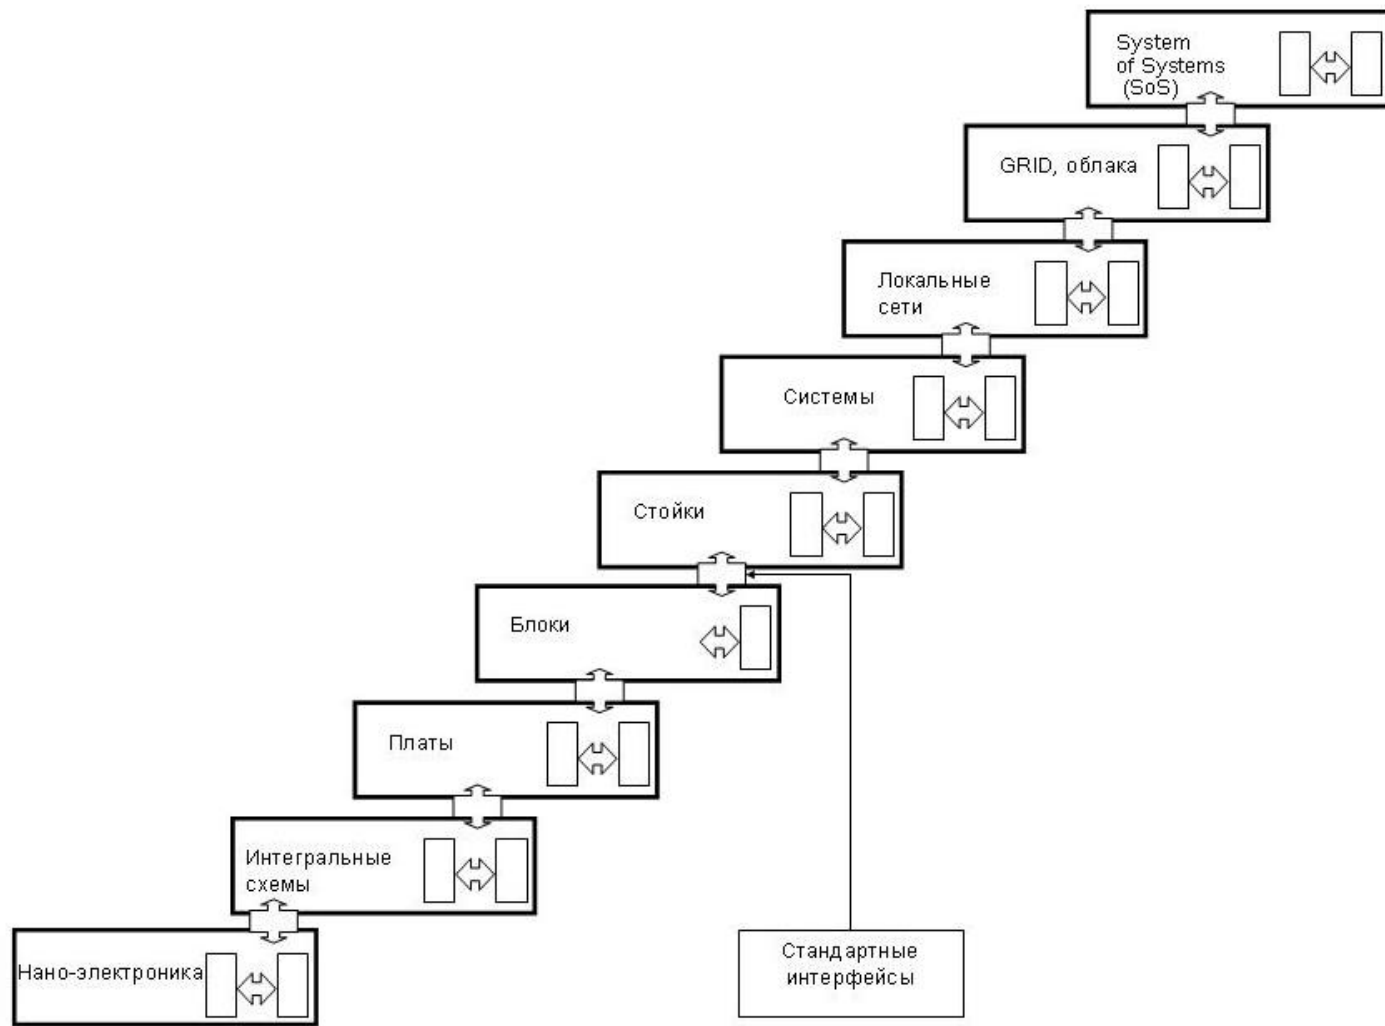 System
of Systems
(SoS)
GRID, облака
Локальные
сети
Системы
Стойки
Блоки
Платы
Интегральные
схемы
Нано-электроника
Стандартные
интерфейсы